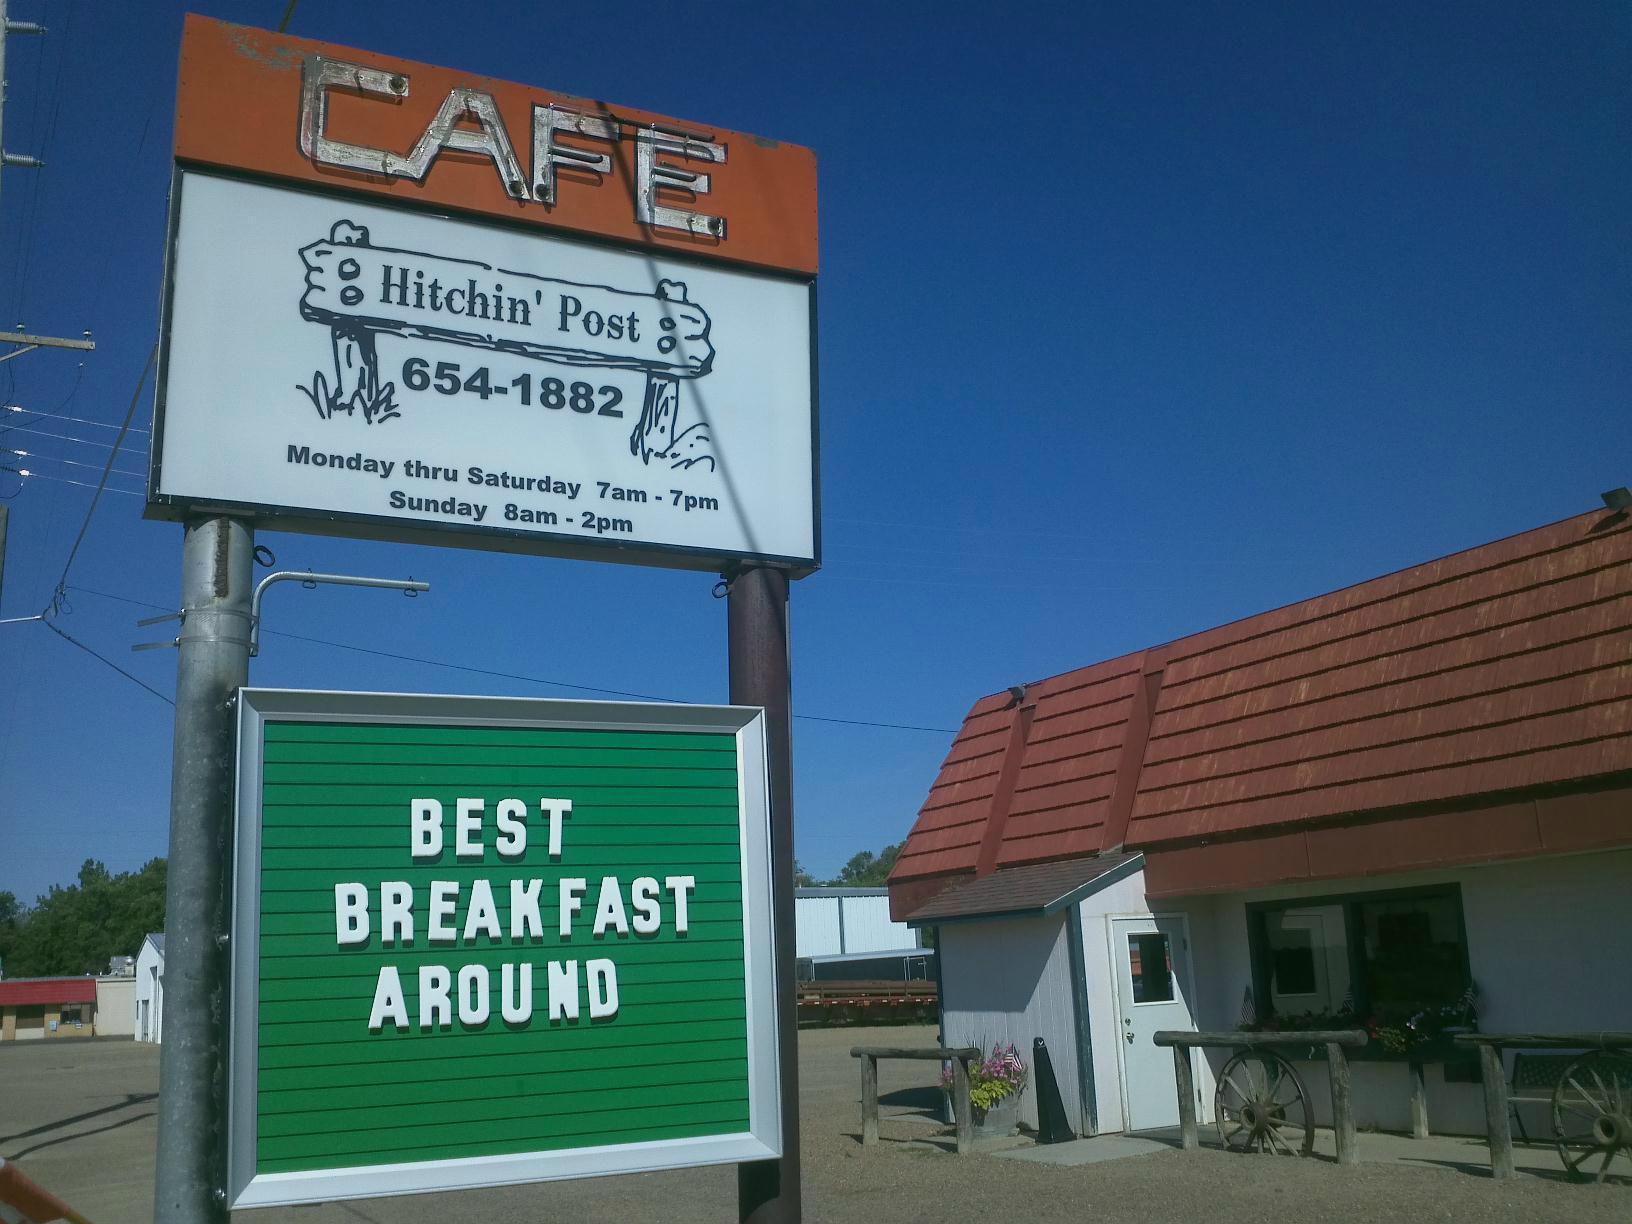 CAFE
Hitchin' Post
654-1882
Monday thru Saturday 7am - 7pm
Sunday 8am - 2pm
BEST
BREAKFAST
AROUND